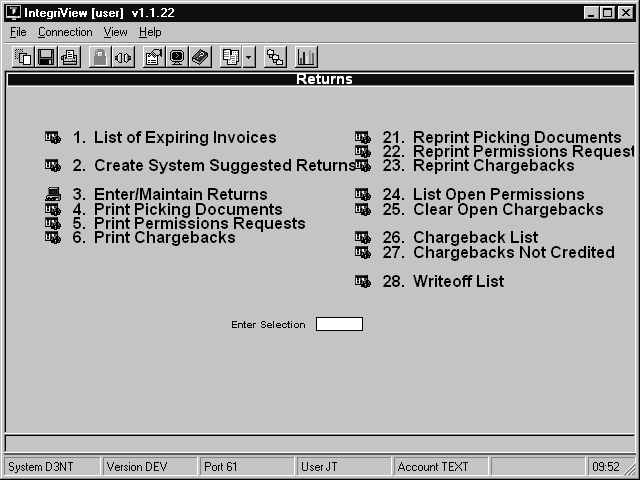 IntegriView [user] v1.1.22
File Connection View Help
Returns
1. List of Expiring Invoices
2. Create System Suggested Returns
3. Enter/Maintain Returns
4. Print Picking Documents
5. Print Permissions Requests
6. Print Chargebacks
21. Reprint Picking Documents
22. Reprint Permissions Request
23. Reprint Chargebacks
24. List Open Permissions
25. Clear Open Chargebacks
26. Chargeback List
27. Chargebacks Not Credited
28. Writeoff List
Enter Selection
System D3NT Version DEV Port 61 User JT Account TEXT 09:52